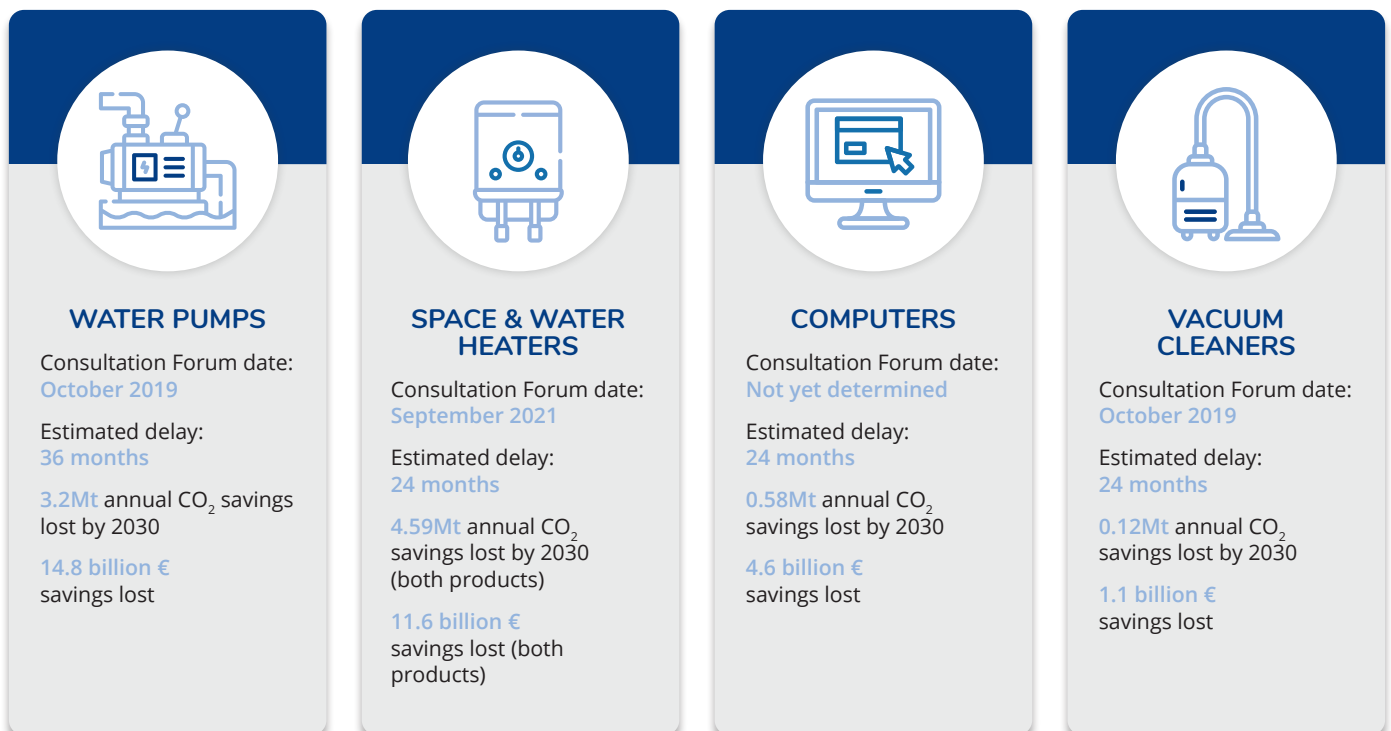 WATER PUMPS
Consultation Forum date:
October 2019
Estimated delay:
36 months
3.2Mt annual CO₂ savings
lost by 2030
14.8 billion €
savings lost
SPACE & WATER
HEATERS
Consultation Forum date:
September 2021
Estimated delay:
24 months
4.59Mt annual CO₂
savings lost by 2030
(both products)
11.6 billion €
savings lost (both
products)
COMPUTERS
Consultation Forum date:
Not yet determined
Estimated delay:
24 months
0.58Mt annual CO₂
savings lost by 2030
4.6 billion €
savings lost
VACUUM
CLEANERS
Consultation Forum date:
October 2019
Estimated delay:
24 months
0.12Mt annual CO₂
savings lost by 2030
1.1 billion €
savings lost